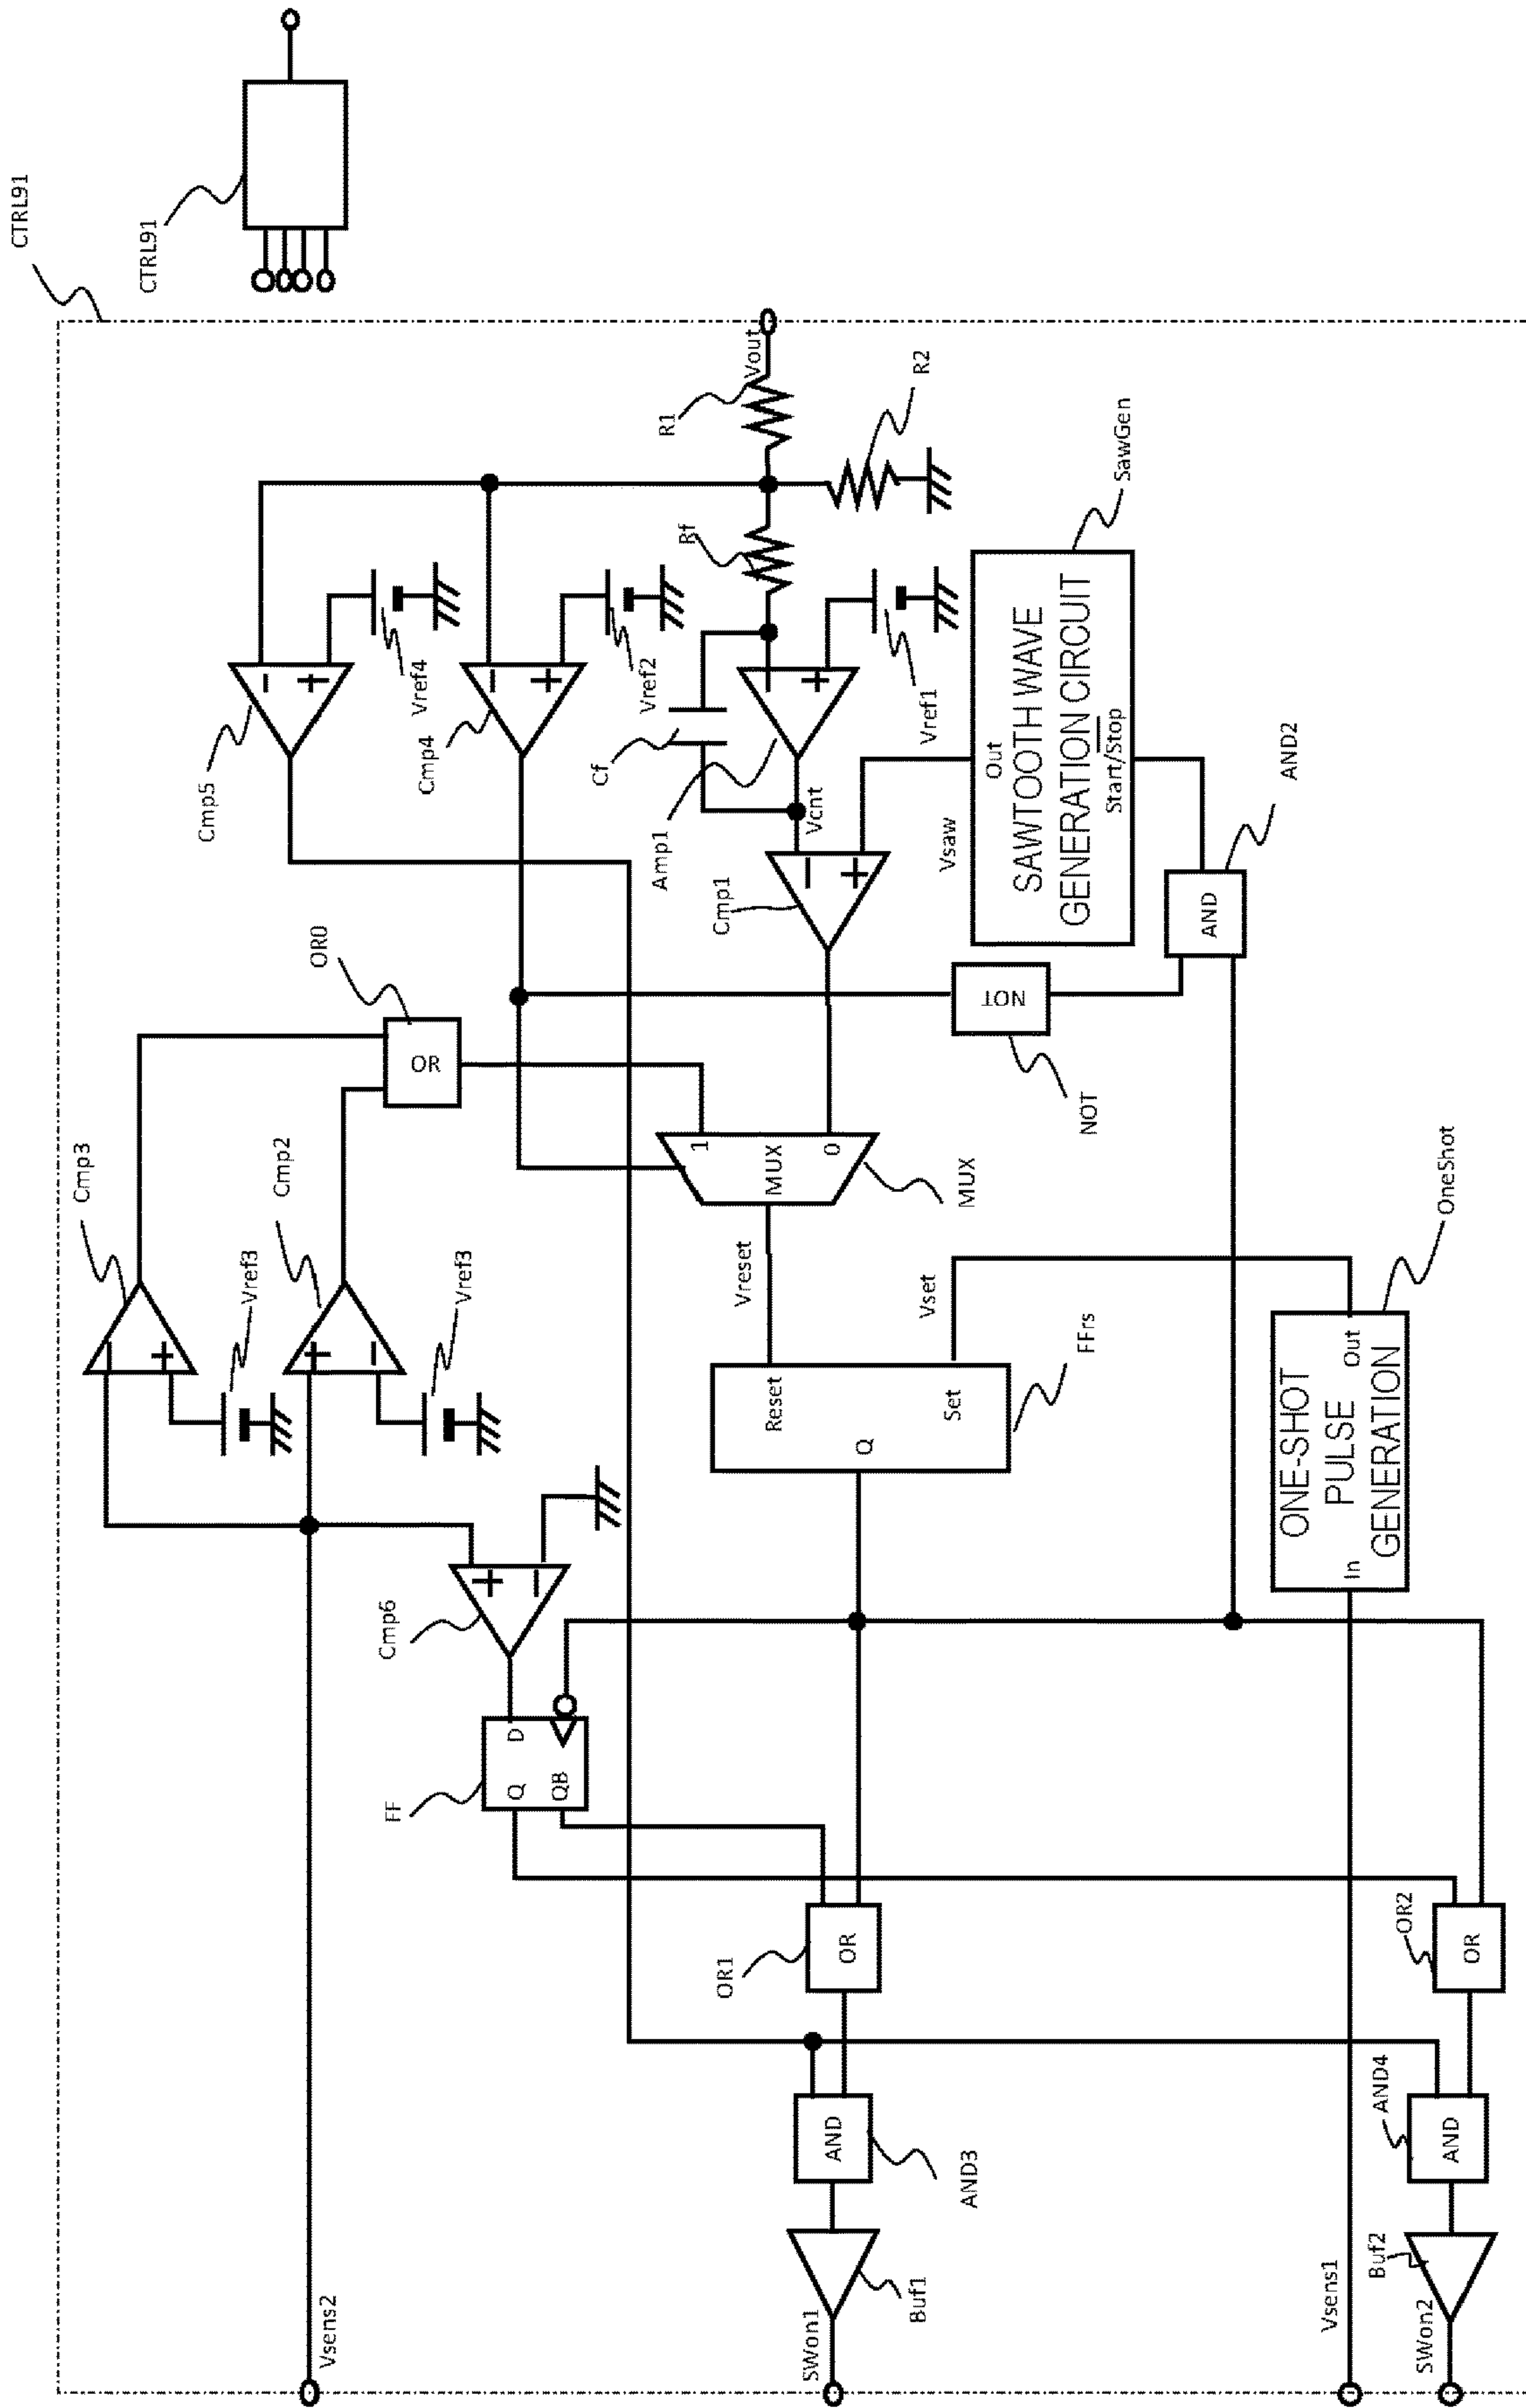 CTRL91
CTRL91
Vout
R1
R2
Rf
SawGen
Vref4
Vref2
Vref1
Cmp5
Cmp4
Cf
Amp1
Vcnt
-
+
-
+
-
+
SAWTOOTH WAVE
GENERATION CIRCUIT
Out
Start/Stop
Vsaw
Cmp1
-
+
AND
AND2
OR0
OR
NOT
NOT
Cmp3
Cmp2
-
+
+
-
Vref3
Vref3
1
MUX
0
MUX
OneShot
Vreset
Vset
Reset
Set
Q
FFrs
ONE-SHOT
PULSE
GENERATION
Out
In
Cmp6
+
-
FF
D
Q
QB
OR1
OR
OR2
OR
AND
AND3
AND4
AND
Buf1
Buf2
Vsens2
SWon1
Vsens1
SWon2